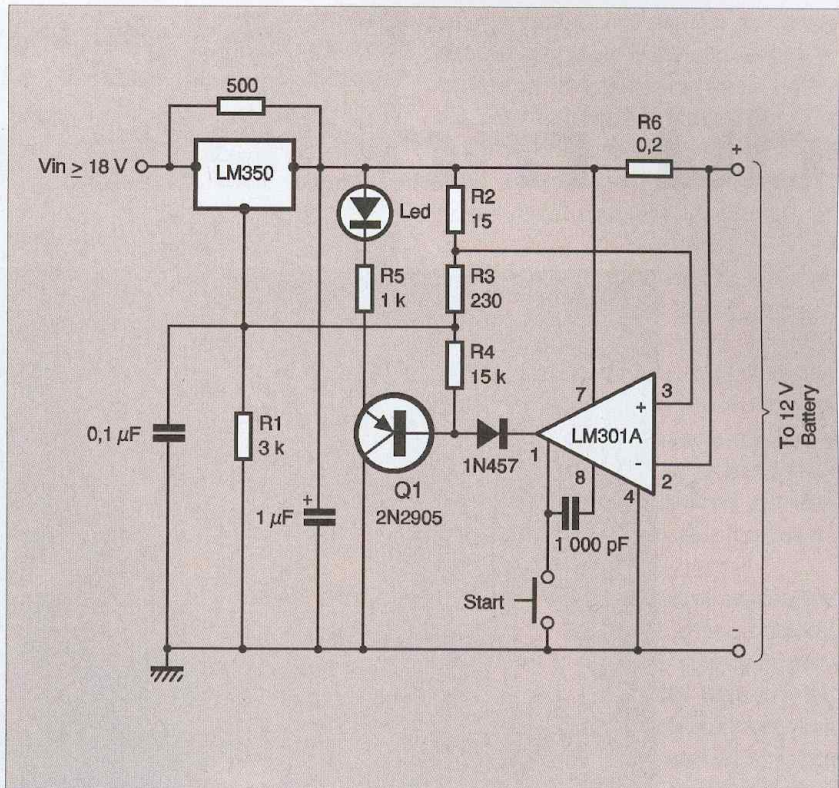 500
R6
0,2
+
Vin ≥ 18 V
LM350
Led
R2
15
R5
1 k
R3
230
R4
15 k
7
3
+
LM301A
-
1
8
4
2
1N457
0,1 µF
R1
3 k
Q1
2N2905
+
1 µF
1 000 pF
Start
-
To 12 V
Battery